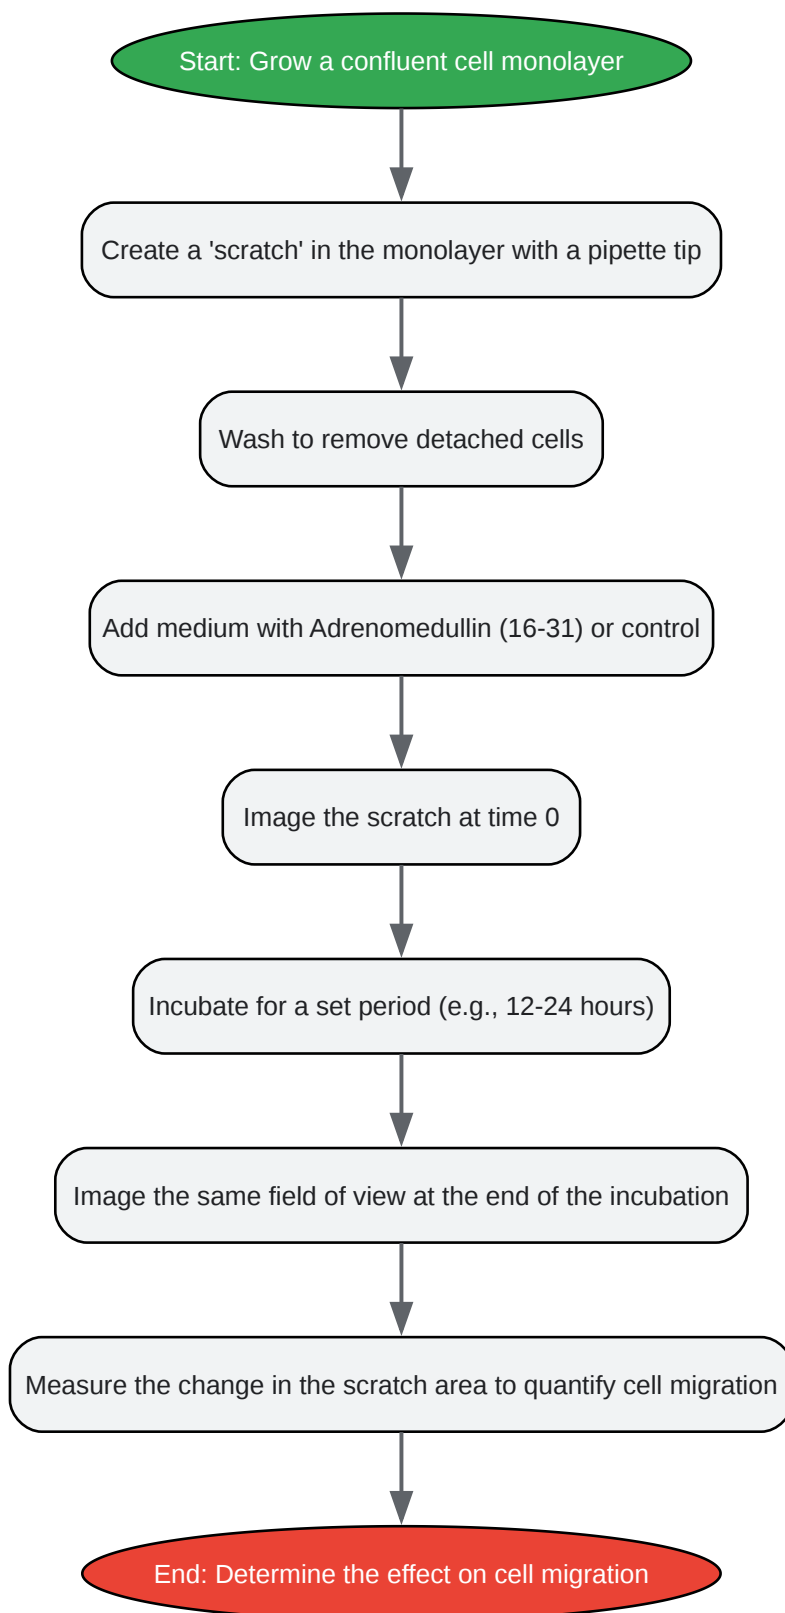 Start: Grow a confluent cell monolayer
Create a 'scratch' in the monolayer with a pipette tip
Wash to remove detached cells
Add medium with Adrenomedullin (16-31) or control
Image the scratch at time 0
Incubate for a set period (e.g., 12-24 hours)
Image the same field of view at the end of the incubation
Measure the change in the scratch area to quantify cell migration
End: Determine the effect on cell migration